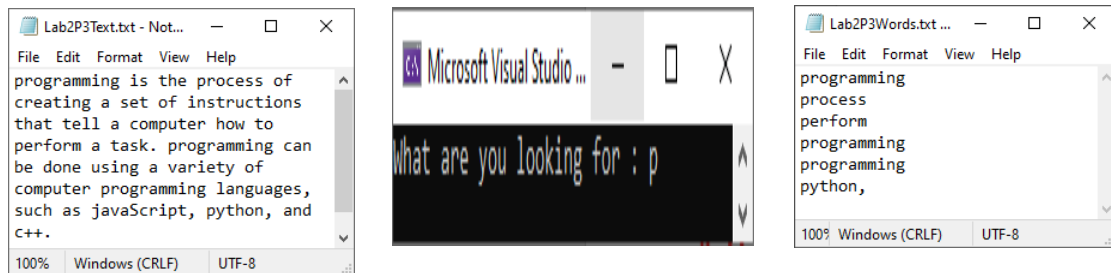 Lab2P3Text.txt - Not...
File Edit Format View Help
programming is the process of
creating a set of instructions
that tell a computer how to
perform a task. programming can
be done using a variety of
computer programming languages,
such as javaScript, python, and
c++.
100% Windows (CRLF) UTF-8
Microsoft Visual Studio ...
What are you looking for : p
Lab2P3Words.txt ...
File Edit Format View Help
programming
process
perform
programming
programming
python,
100% Windows (CRLF) UTF-8